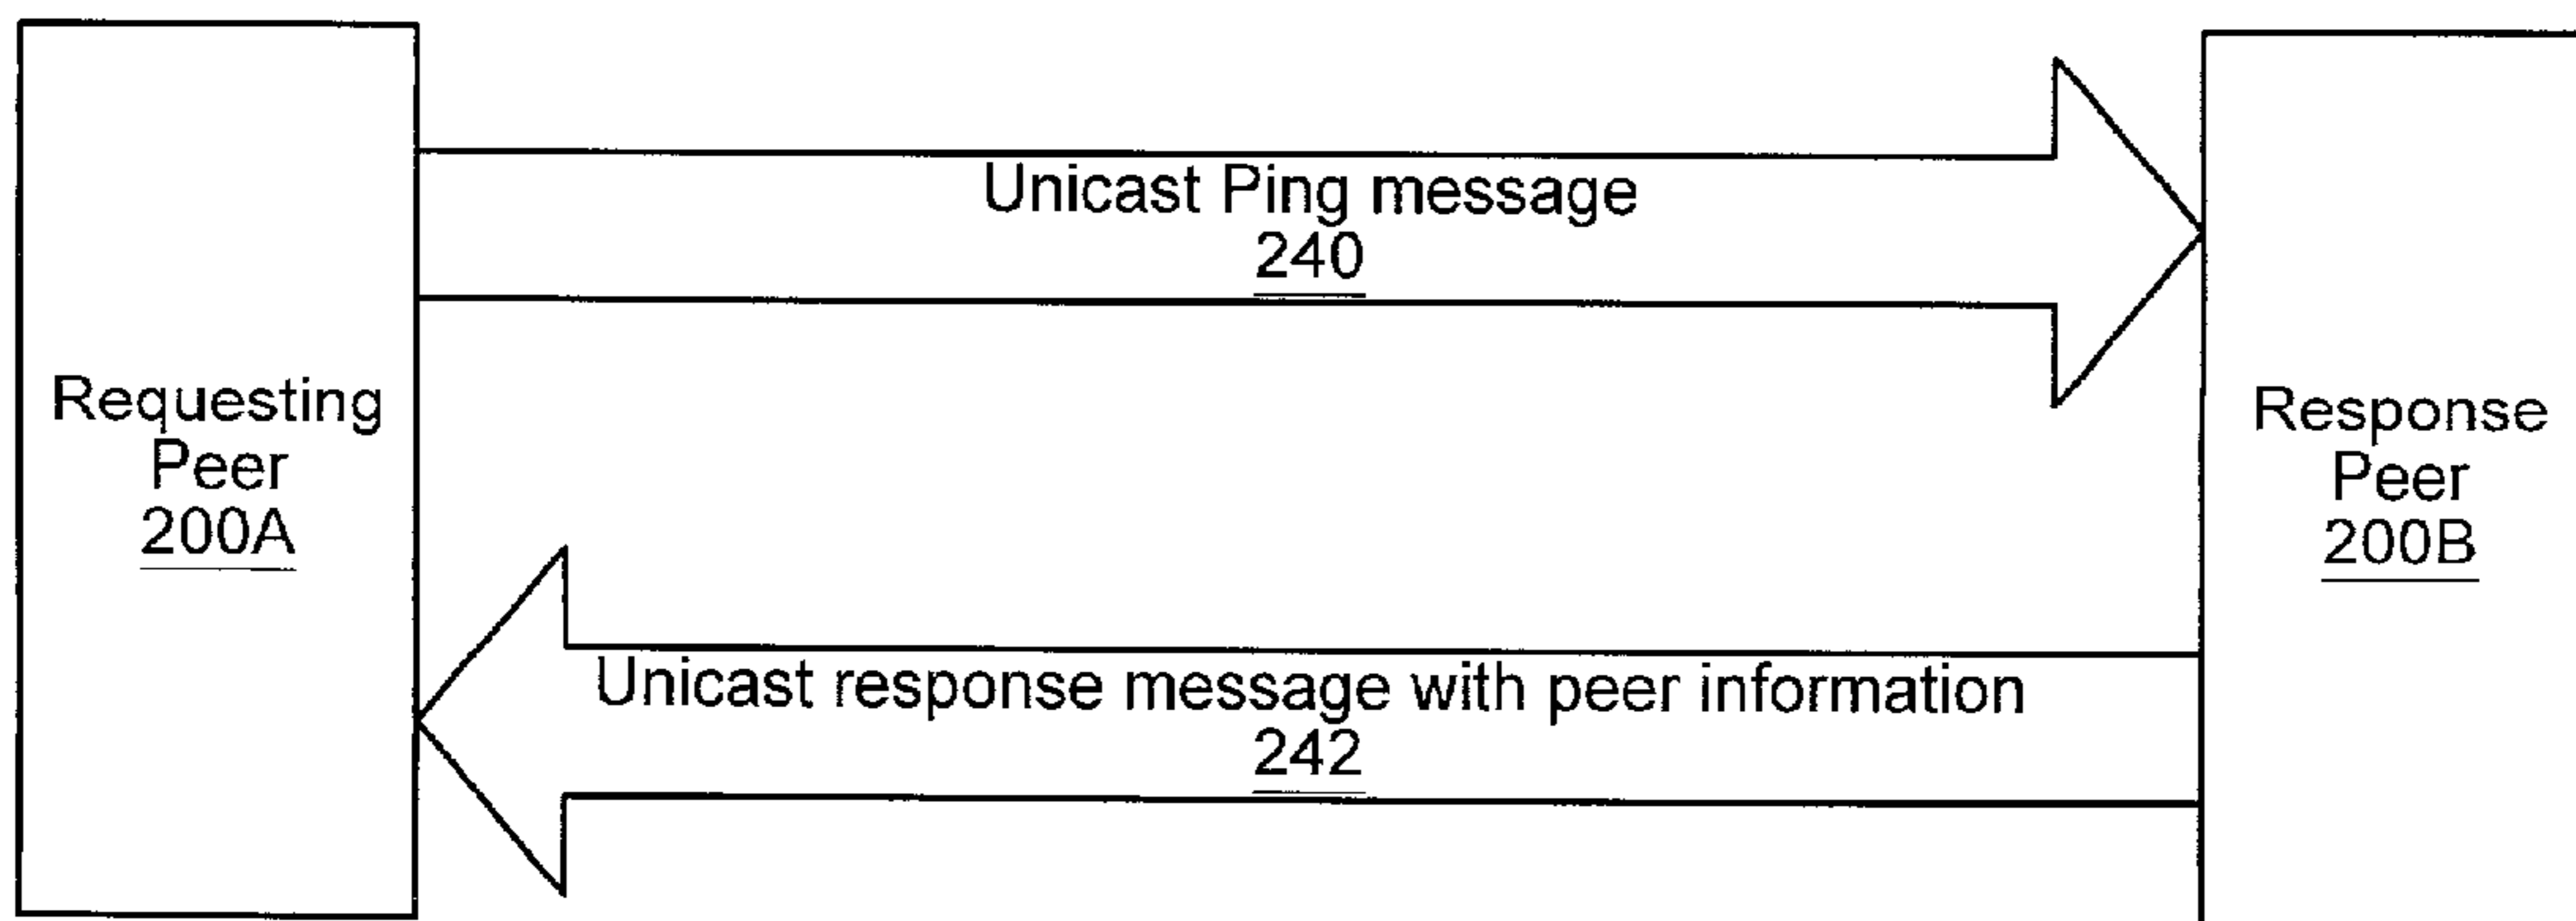 Unicast Ping message
240
Requesting
Peer
200A
Response
Peer
200B
Unicast response message with peer information
242